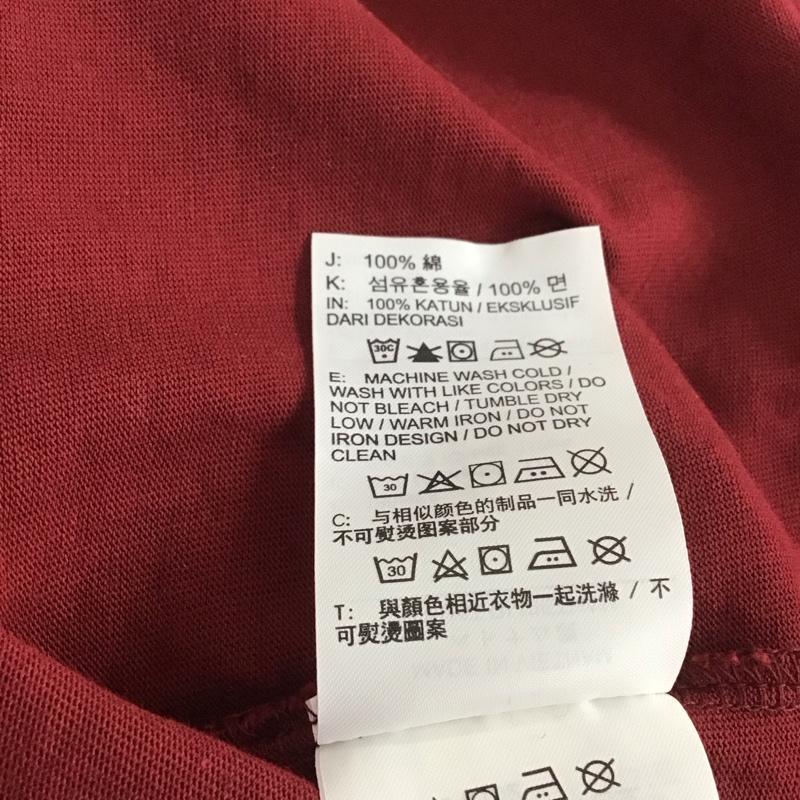 J: 100% 綿
K: 섬유혼용율 / 100% 면
IN: 100% KATUN / EKSKLUSIF
DARI DEKORASI
30C
E: MACHINE WASH COLD /
WASH WITH LIKE COLORS / DO
NOT BLEACH / TUMBLE DRY
LOW / WARM IRON / DO NOT
IRON DESIGN / DO NOT DRY
CLEAN
30
C: 与相似颜色的制品一同水洗 /
不可熨烫图案部分
30
T: 與顏色相近衣物一起洗滌 / 不
可熨燙圖案